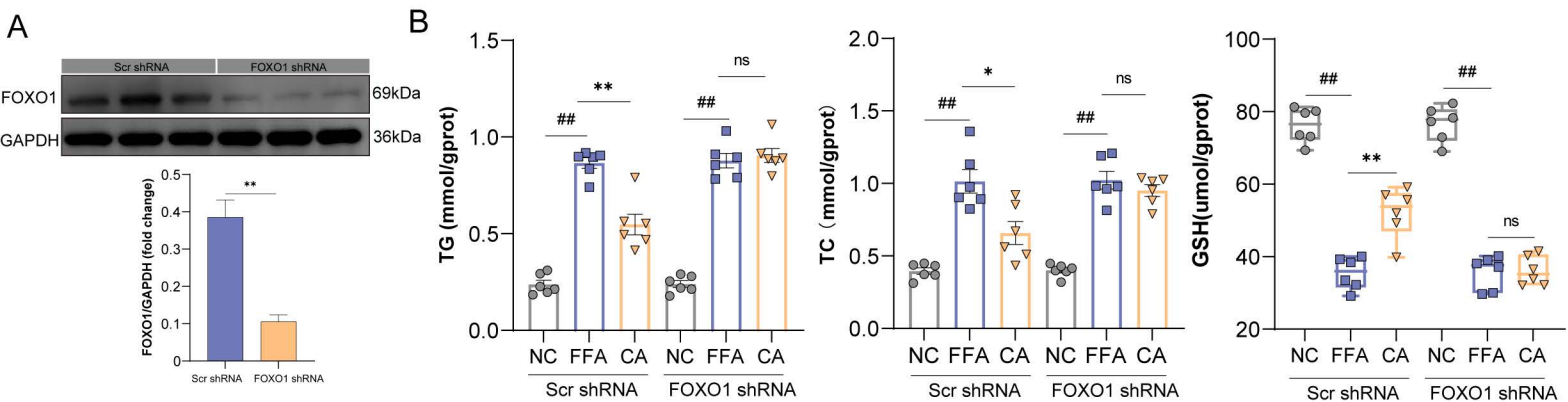 A
Scr shRNA FOXO1 shRNA
FOXO1 69kDa
GAPDH 36kDa
FOXO1/GAPDH (fold change)
0.5
0.4
0.3
0.2
0.1
0
**
Scr shRNA FOXO1 shRNA
B
TG (mmol/gprot)
1.5
1.0
0.5
0.0
## ** ## ns
NC FFA CA NC FFA CA
Scr shRNA FOXO1 shRNA
TC (mmol/gprot)
2.0
1.5
1.0
0.5
0.0
## * ## ns
NC FFA CA NC FFA CA
Scr shRNA FOXO1 shRNA
GSH(umol/gprot)
100
80
60
40
20
## ** ## ns
NC FFA CA NC FFA CA
Scr shRNA FOXO1 shRNA